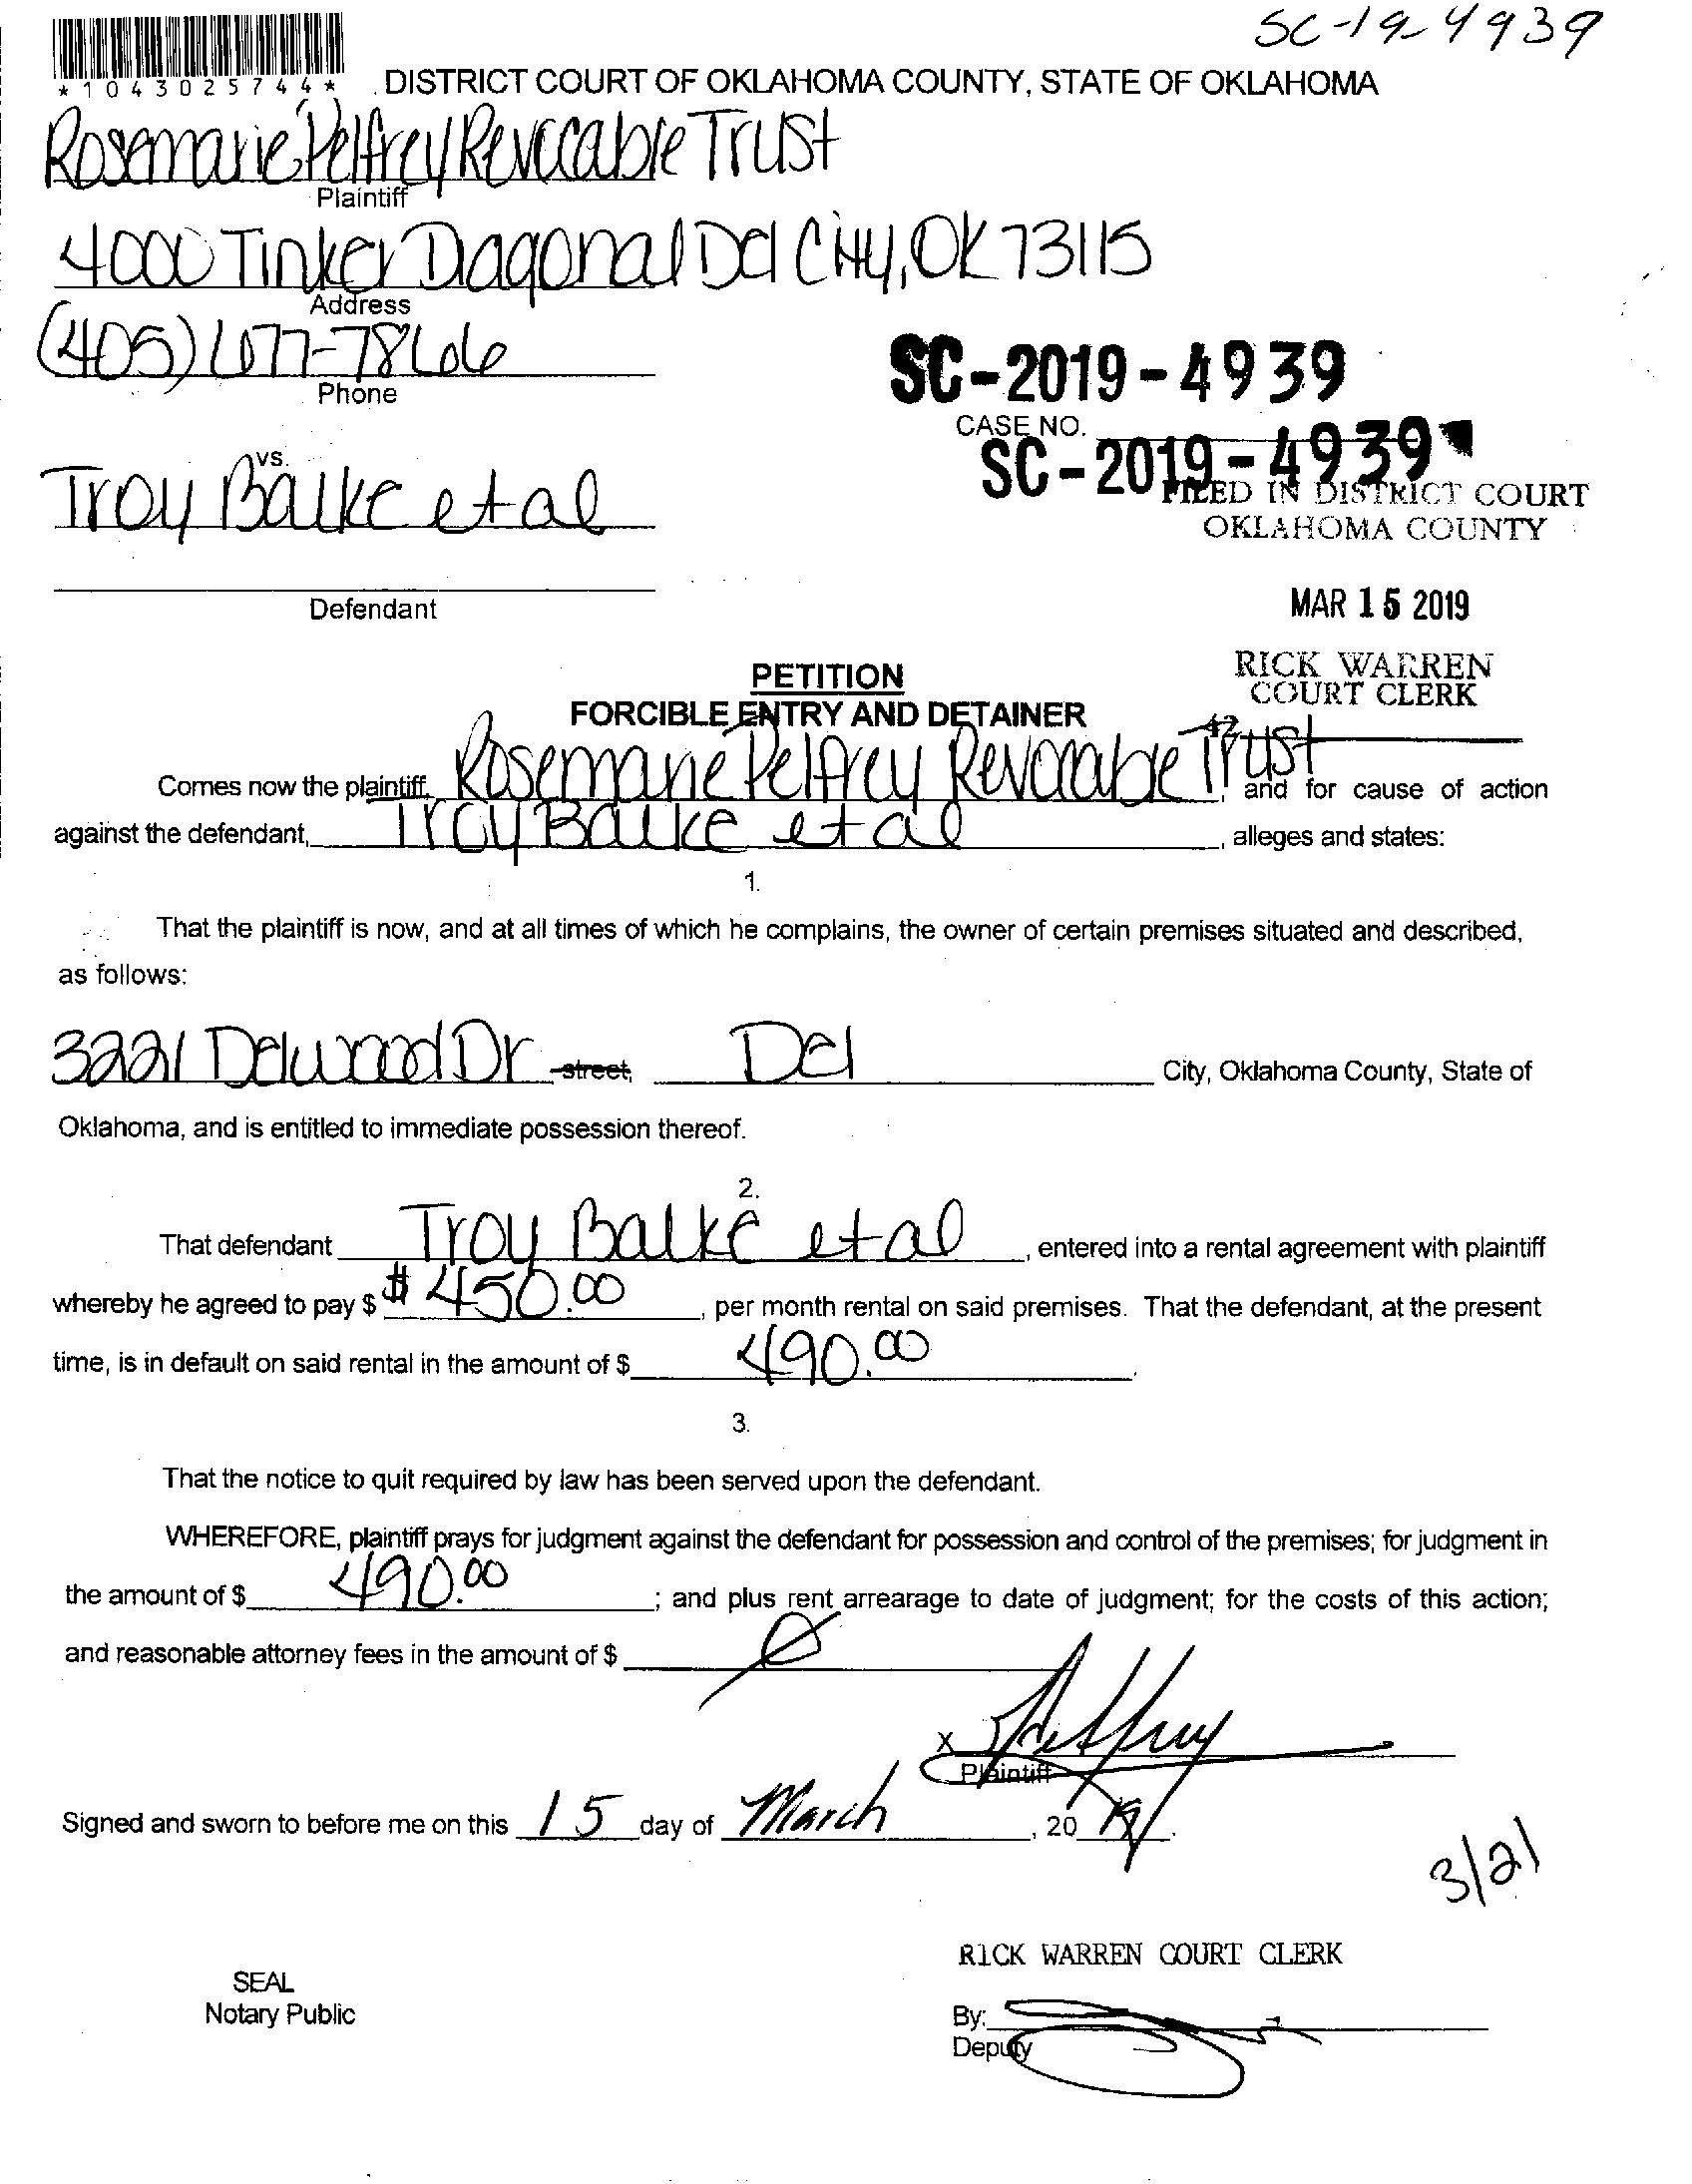 SC-19-4939
*1043025744*
DISTRICT COURT OF OKLAHOMA COUNTY, STATE OF OKLAHOMA
Rosemarie Pelfrey Revocable Trust
Plaintiff
4000 Tinker Diagonal Del City, OK 73115
Address
(405) 677-7866
Phone
SC-2019-4939
CASE NO.
SC-2019-4939
vs.
Troy Balke et al
FILED IN DISTRICT COURT
OKLAHOMA COUNTY
Defendant
MAR 15 2019
RICK WARREN
COURT CLERK
42
PETITION
FORCIBLE ENTRY AND DETAINER
Comes now the plaintiff, Rosemarie Pelfrey Revocable Trust, and for cause of action
against the defendant, Troy Balke et al, alleges and states:
1.
That the plaintiff is now, and at all times of which he complains, the owner of certain premises situated and described,
as follows:
3221 Delwood Dr street, Del City, Oklahoma County, State of
Oklahoma, and is entitled to immediate possession thereof.
2.
That defendant Troy Balke et al, entered into a rental agreement with plaintiff
whereby he agreed to pay $ $450.00, per month rental on said premises. That the defendant, at the present
time, is in default on said rental in the amount of $ 490.00.
3.
That the notice to quit required by law has been served upon the defendant.
WHEREFORE, plaintiff prays for judgment against the defendant for possession and control of the premises; for judgment in
the amount of $ 490.00; and plus rent arrearage to date of judgment; for the costs of this action;
and reasonable attorney fees in the amount of $ Ø
X Pelfrey
Plaintiff
Signed and sworn to before me on this 15 day of March, 2019.
3/21
RICK WARREN COURT CLERK
SEAL
Notary Public
By:
Deputy